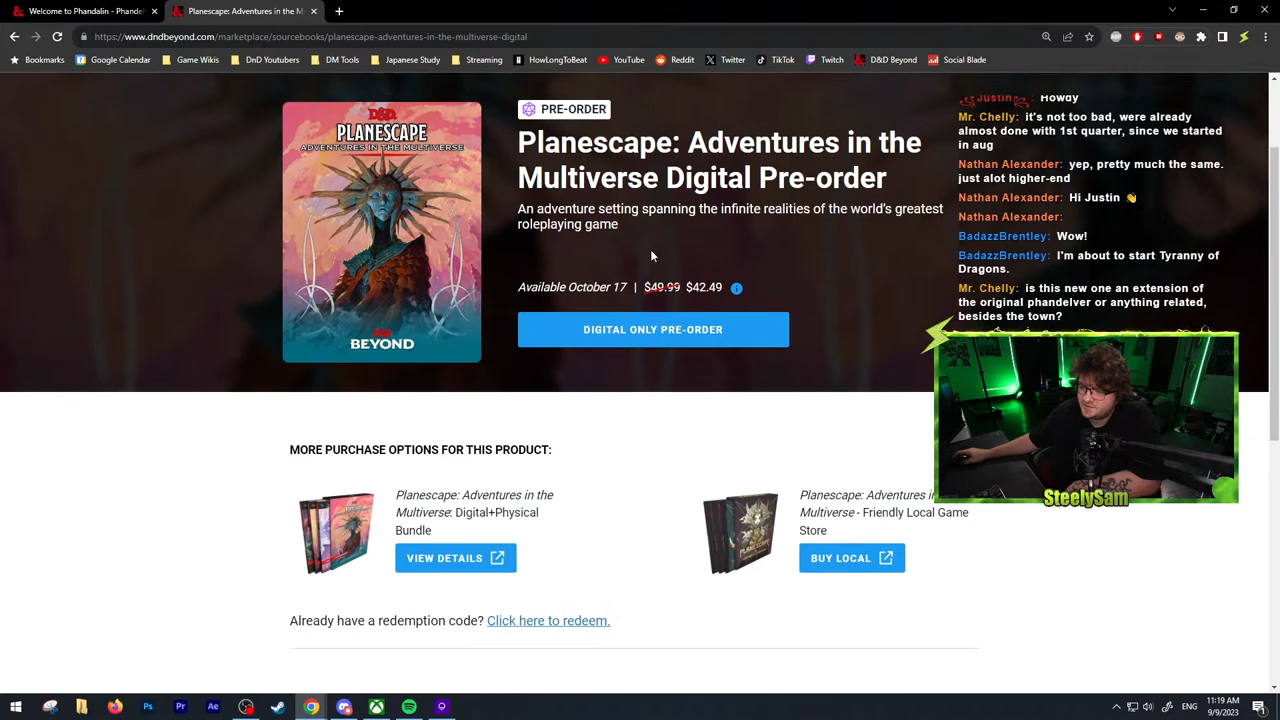 Welcome to Phandalin - Phande
Planescape: Adventures in the M
https://www.dndbeyond.com/marketplace/sourcebooks/planescape-adventures-in-the-multiverse-digital
Bookmarks
Google Calendar
Game Wikis
DnD Youtubers
DM Tools
Japanese Study
Streaming
HowLongToBeat
YouTube
Reddit
Twitter
TikTok
Twitch
D&D Beyond
Social Blade
D&D
PLANESCAPE
ADVENTURES IN THE MULTIVERSE
D&D
BEYOND
PRE-ORDER
Planescape: Adventures in the
Multiverse Digital Pre-order
An adventure setting spanning the infinite realities of the world's greatest
roleplaying game
Available October 17 | $49.99 $42.49
DIGITAL ONLY PRE-ORDER
Justin: Howdy
Mr. Chelly: it's not too bad, were already
almost done with 1st quarter, since we started
in aug
Nathan Alexander: yep, pretty much the same.
just alot higher-end
Nathan Alexander: Hi Justin 👋
Nathan Alexander:
BadazzBrentley: Wow!
BadazzBrentley: I'm about to start Tyranny of
Dragons.
Mr. Chelly: is this new one an extension of
the original phandelver or anything related,
besides the town?
SteelySam
MORE PURCHASE OPTIONS FOR THIS PRODUCT:
Planescape: Adventures in the
Multiverse: Digital+Physical
Bundle
VIEW DETAILS
Planescape: Adventures in
Multiverse - Friendly Local Game
Store
BUY LOCAL
Already have a redemption code? Click here to redeem.
Ps
Pr
Ae
ENG
11:19 AM
9/9/2023
1